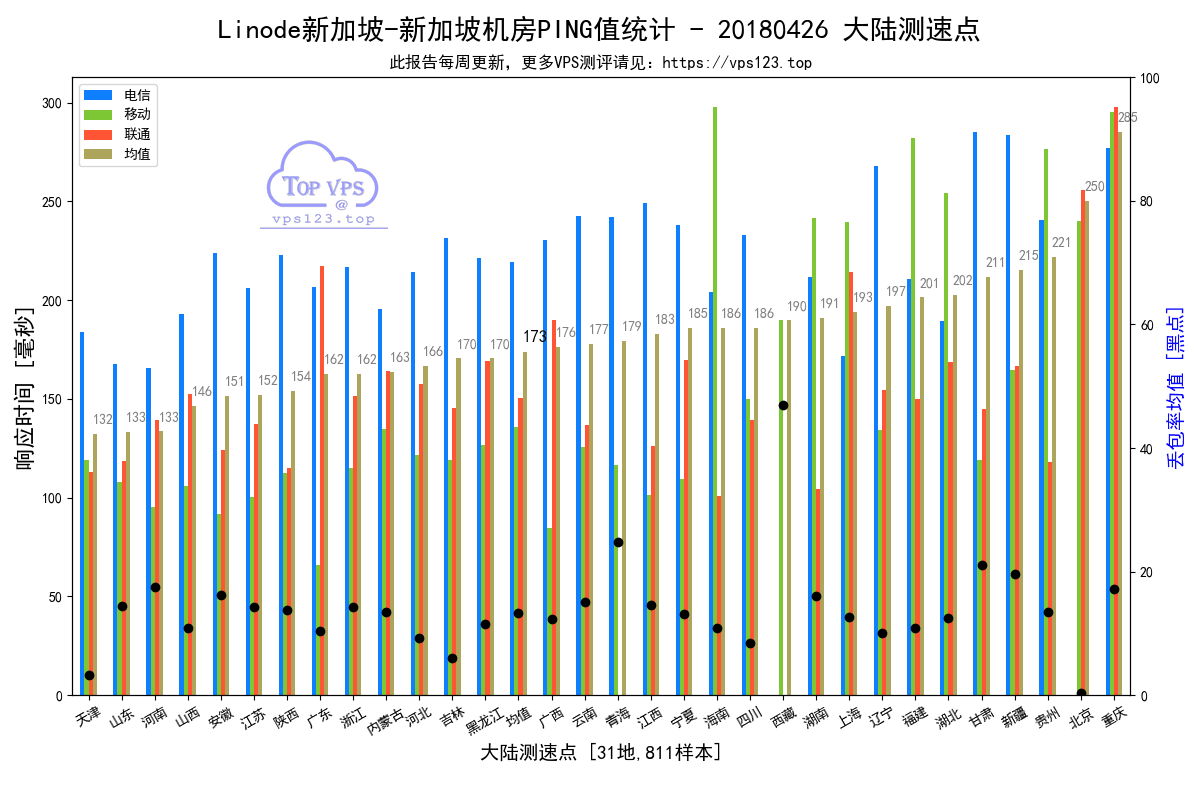 Linode新加坡-新加坡机房PING值统计 - 20180426 大陆测速点
此报告每周更新，更多VPS测评请见：https://vps123.top
电信
移动
联通
均值
TOP VPS
@
vps123.top
响应时间 [毫秒]
300
250
200
150
100
50
0
132
133
133
146
151
152
154
162
162
163
166
170
170
173
176
177
179
183
185
186
186
190
191
193
197
201
202
211
215
221
250
285
100
80
60
40
20
0
丢包率均值 [黑点]
天津
山东
河南
山西
安徽
江苏
陕西
广东
浙江
内蒙古
河北
吉林
黑龙江
均值
广西
云南
青海
江西
宁夏
海南
四川
西藏
湖南
上海
辽宁
福建
湖北
甘肃
新疆
贵州
北京
重庆
大陆测速点 [31地,811样本]